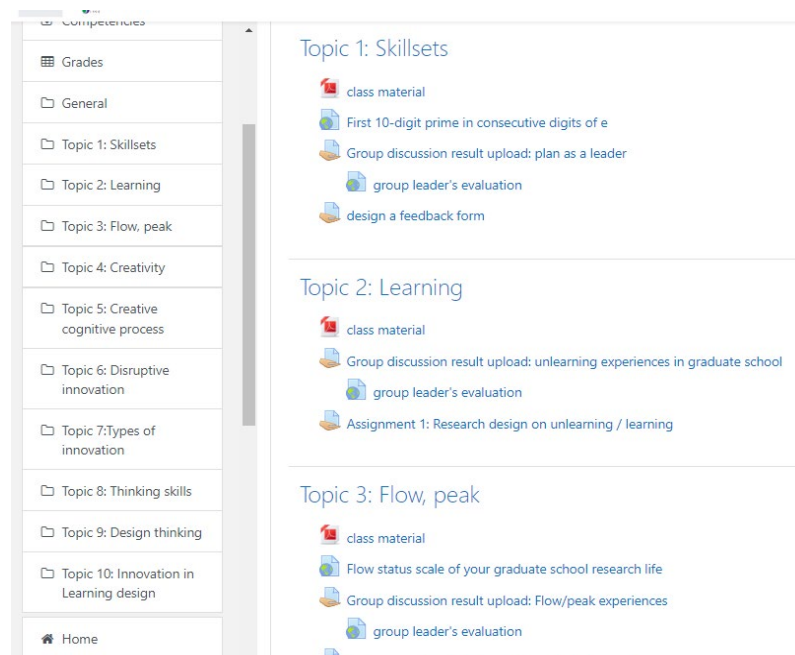 Competencies
Grades
General
Topic 1: Skillsets
Topic 2: Learning
Topic 3: Flow, peak
Topic 4: Creativity
Topic 5: Creative
cognitive process
Topic 6: Disruptive
innovation
Topic 7:Types of
innovation
Topic 8: Thinking skills
Topic 9: Design thinking
Topic 10: Innovation in
Learning design
Home
Topic 1: Skillsets
class material
First 10-digit prime in consecutive digits of e
Group discussion result upload: plan as a leader
group leader's evaluation
design a feedback form
Topic 2: Learning
class material
Group discussion result upload: unlearning experiences in graduate school
group leader's evaluation
Assignment 1: Research design on unlearning / learning
Topic 3: Flow, peak
class material
Flow status scale of your graduate school research life
Group discussion result upload: Flow/peak experiences
group leader's evaluation